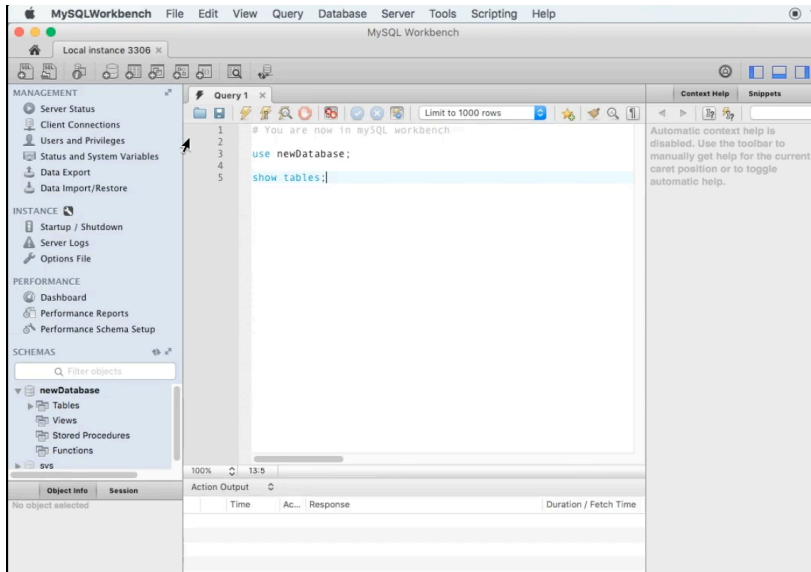 MySQLWorkbench File Edit View Query Database Server Tools Scripting Help
MySQL Workbench
Local instance 3306 ×
MANAGEMENT
Server Status
Client Connections
Users and Privileges
Status and System Variables
Data Export
Data Import/Restore
INSTANCE
Startup / Shutdown
Server Logs
Options File
PERFORMANCE
Dashboard
Performance Reports
Performance Schema Setup
SCHEMAS
Filter objects
newDatabase
Tables
Views
Stored Procedures
Functions
sys
Object Info Session
No object selected
Query 1 ×
Limit to 1000 rows
1 # You are now in mySQL workbench
2
3 use newDatabase;
4
5 show tables;
100% 13:5
Action Output
Time Ac... Response Duration / Fetch Time
Context Help Snippets
Automatic context help is
disabled. Use the toolbar to
manually get help for the current
caret position or to toggle
automatic help.